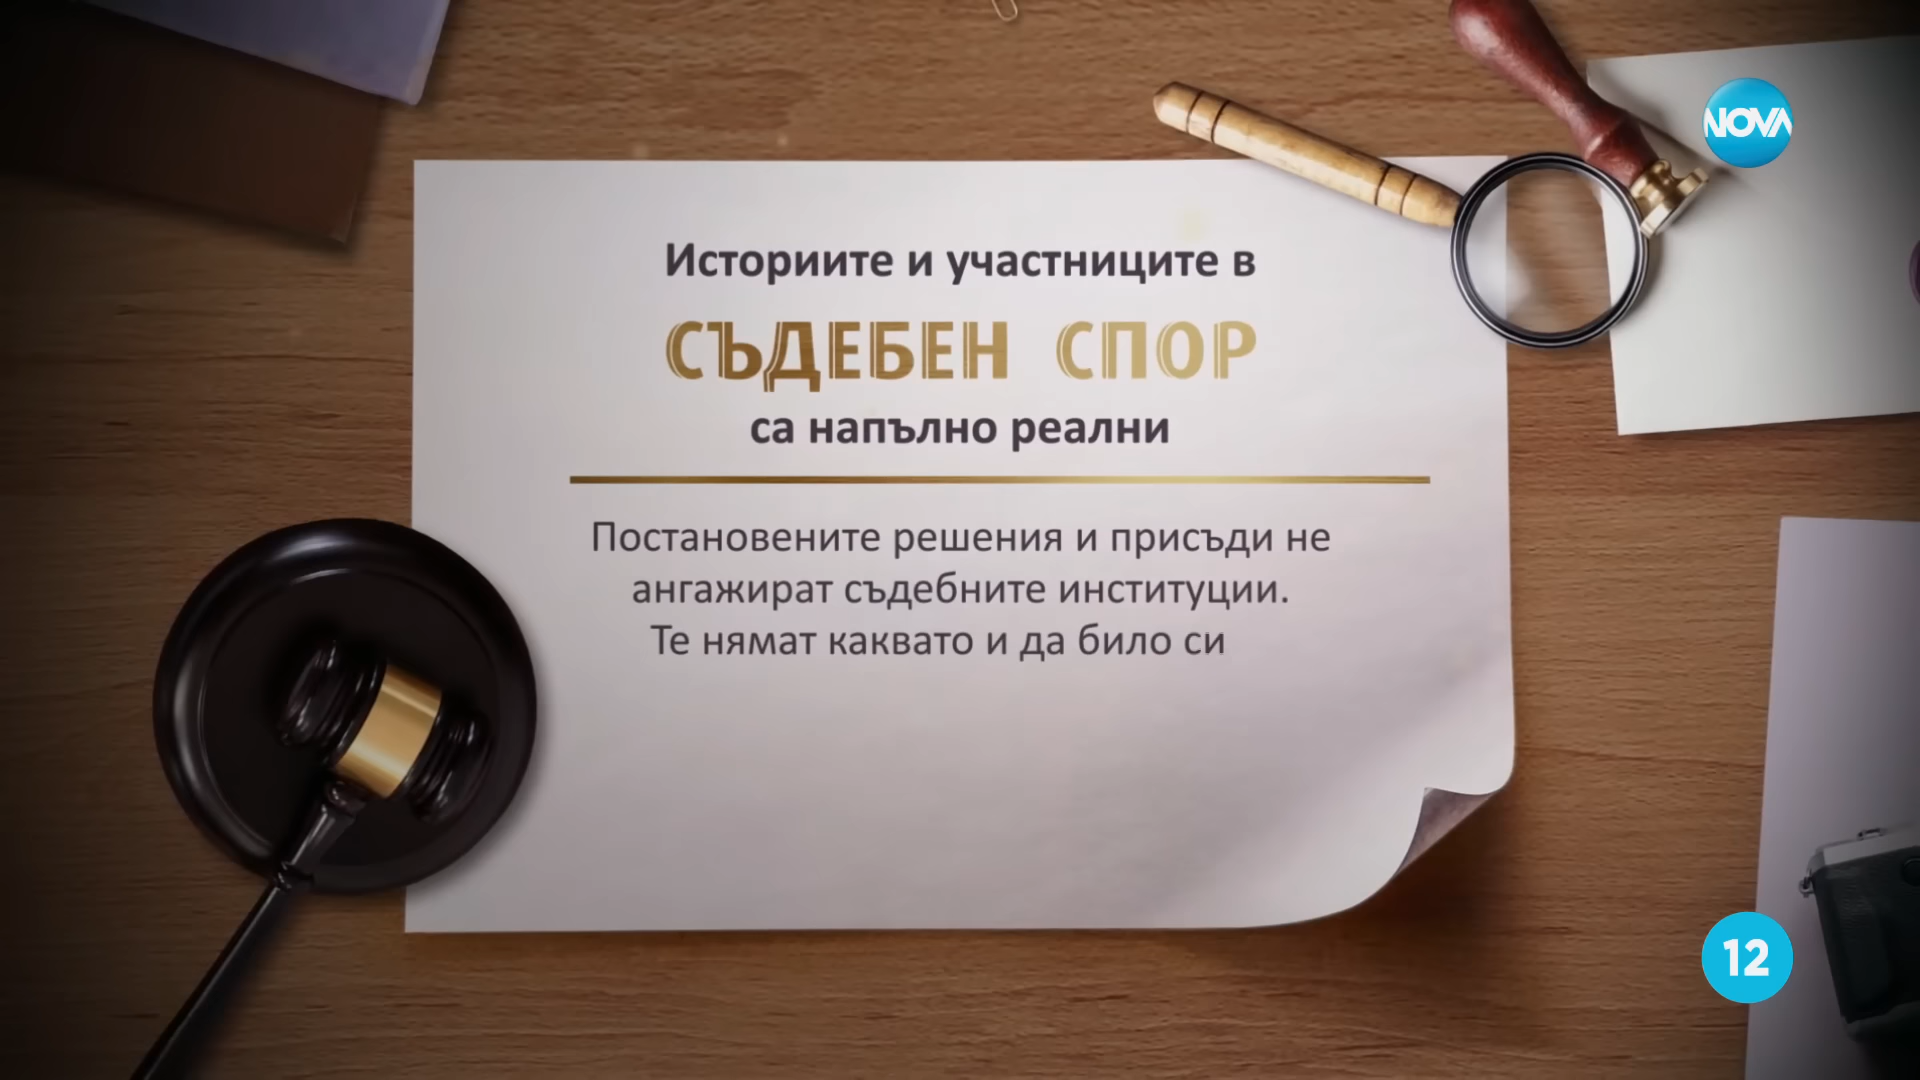 NOVA
Историите и участниците в
СЪДЕБЕН СПОР
са напълно реални
Постановените решения и присъди не
ангажират съдебните институции.
Те нямат каквато и да било си
12